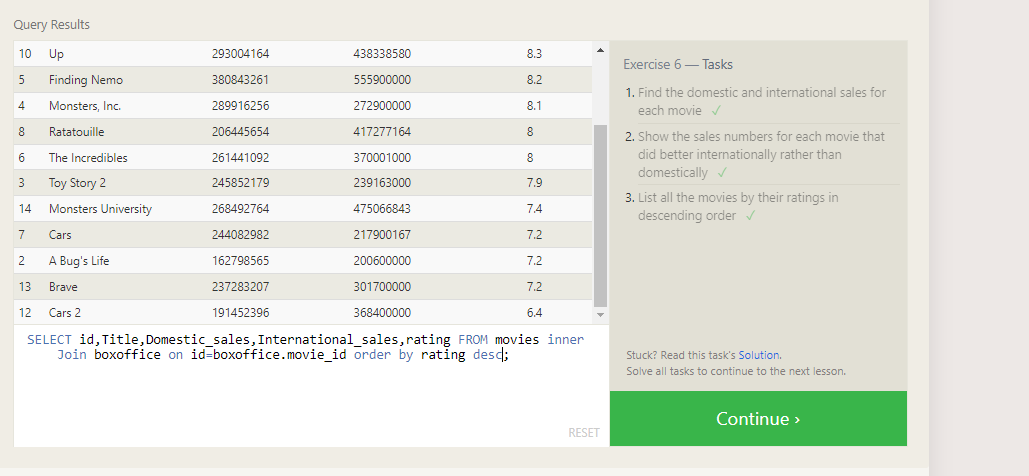 Query Results
10 Up 293004164 438338580 8.3
5 Finding Nemo 380843261 555900000 8.2
4 Monsters, Inc. 289916256 272900000 8.1
8 Ratatouille 206445654 417277164 8
6 The Incredibles 261441092 370001000 8
3 Toy Story 2 245852179 239163000 7.9
14 Monsters University 268492764 475066843 7.4
7 Cars 244082982 217900167 7.2
2 A Bug's Life 162798565 200600000 7.2
13 Brave 237283207 301700000 7.2
12 Cars 2 191452396 368400000 6.4
SELECT id,Title,Domestic_sales,International_sales,rating FROM movies inner
Join boxoffice on id=boxoffice.movie_id order by rating desc;
RESET
Exercise 6 — Tasks
1. Find the domestic and international sales for
each movie ✓
2. Show the sales numbers for each movie that
did better internationally rather than
domestically ✓
3. List all the movies by their ratings in
descending order ✓
Stuck? Read this task's Solution.
Solve all tasks to continue to the next lesson.
Continue ›